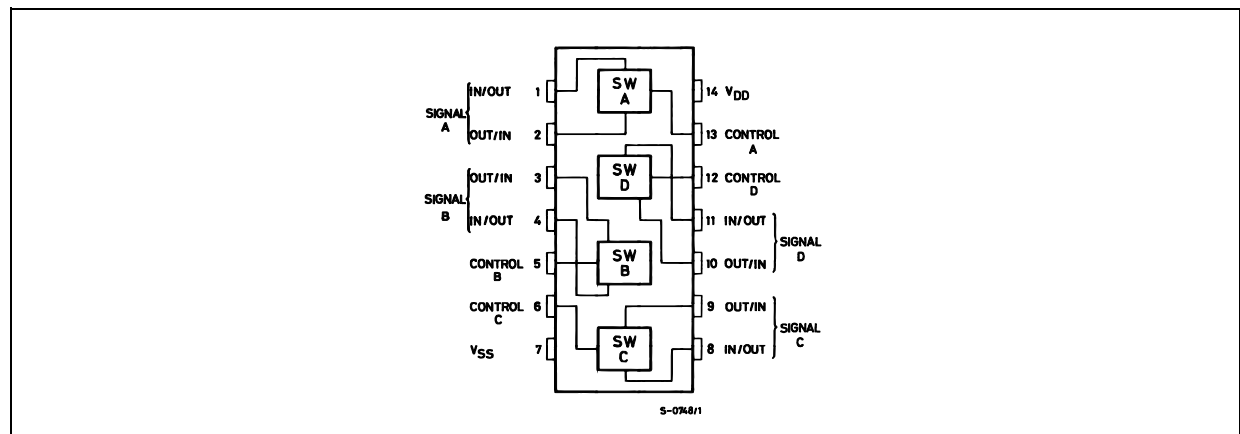 IN/OUT 1
SIGNAL A
OUT/IN 2
OUT/IN 3
SIGNAL B
IN/OUT 4
CONTROL B 5
CONTROL C 6
VSS 7
SW A
SW D
SW B
SW C
14 VDD
13 CONTROL A
12 CONTROL D
11 IN/OUT
SIGNAL D
10 OUT/IN
9 OUT/IN
SIGNAL C
8 IN/OUT
S-0748/1